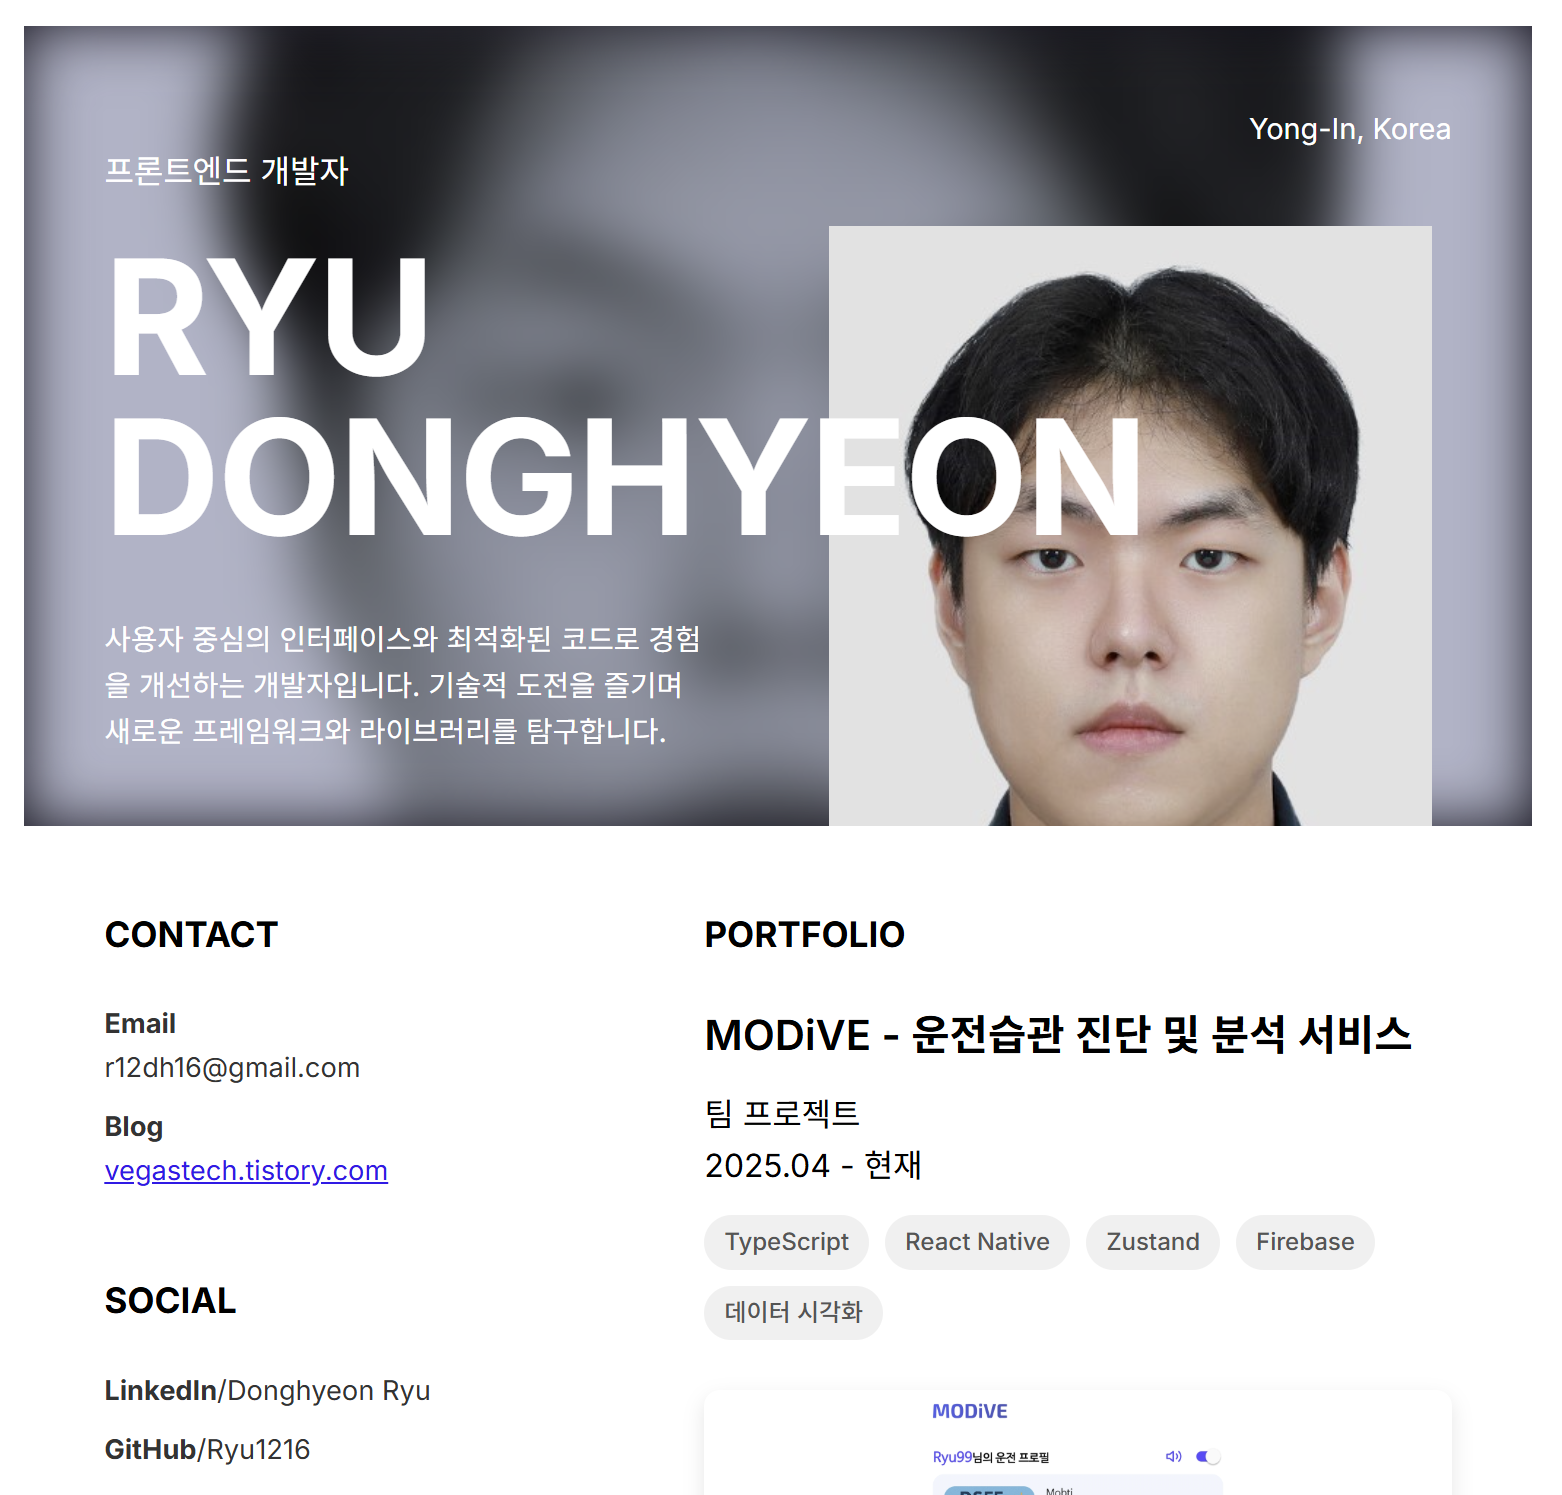 프론트엔드 개발자
Yong-In, Korea
RYU
DONGHYEON
사용자 중심의 인터페이스와 최적화된 코드로 경험
을 개선하는 개발자입니다. 기술적 도전을 즐기며
새로운 프레임워크와 라이브러리를 탐구합니다.
CONTACT
Email
r12dh16@gmail.com
Blog
vegastech.tistory.com
SOCIAL
LinkedIn/Donghyeon Ryu
GitHub/Ryu1216
PORTFOLIO
MODiVE - 운전습관 진단 및 분석 서비스
팀 프로젝트
2025.04 - 현재
TypeScript
React Native
Zustand
Firebase
데이터 시각화
MODiVE
Ryu99님의 운전 프로필
Mobti